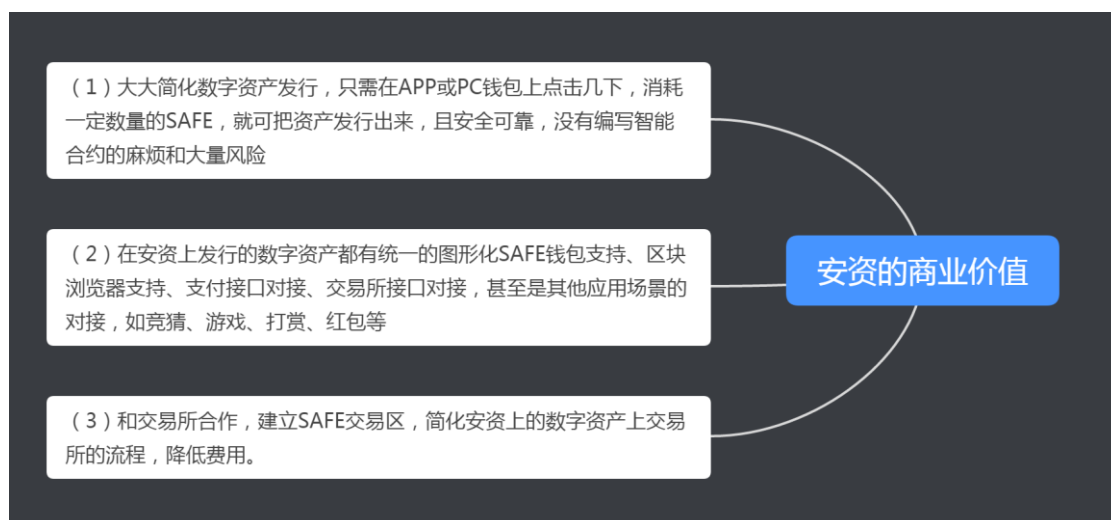 （1）大大简化数字资产发行，只需在APP或PC钱包上点击几下，消耗
一定数量的SAFE，就可把资产发行出来，且安全可靠，没有编写智能
合约的麻烦和大量风险
（2）在安资上发行的数字资产都有统一的图形化SAFE钱包支持、区块
浏览器支持、支付接口对接、交易所接口对接，甚至是其他应用场景的
对接，如竞猜、游戏、打赏、红包等
安资的商业价值
（3）和交易所合作，建立SAFE交易区，简化安资上的数字资产上交易
所的流程，降低费用。